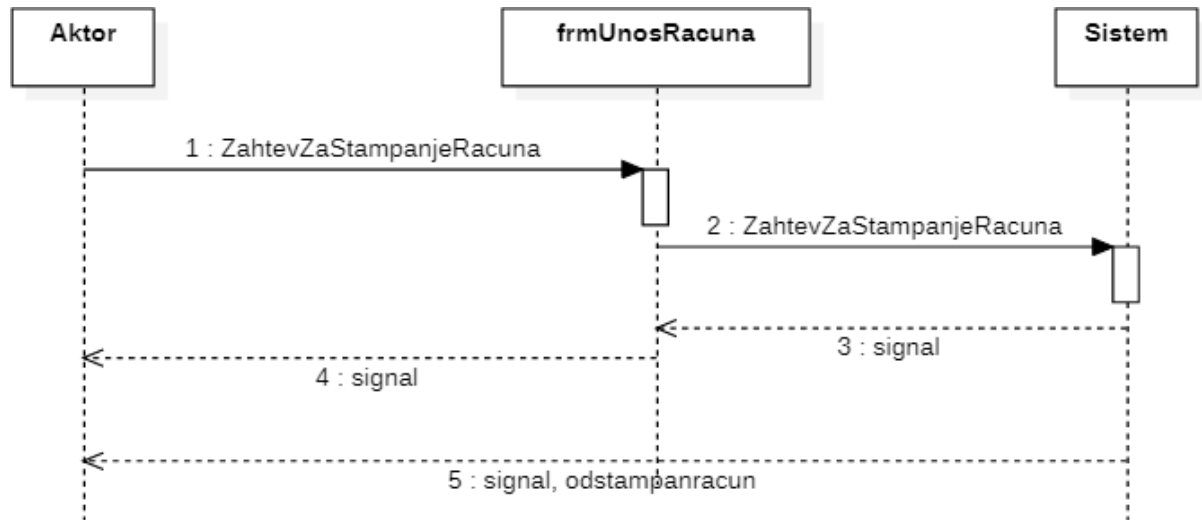 Aktor
frmUnosRacuna
Sistem
1 : ZahtevZaStampanjeRacuna
2 : ZahtevZaStampanjeRacuna
3 : signal
4 : signal
5 : signal, odstampanracun